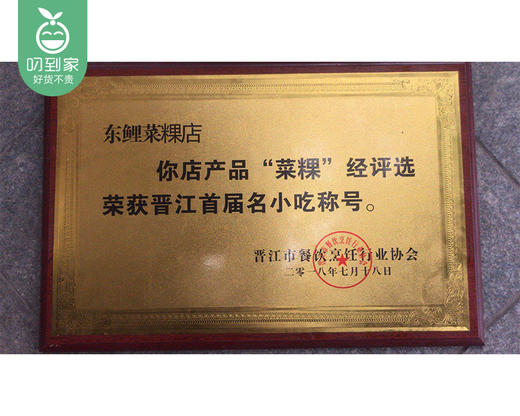 叨到家
好货不贵
东鲤菜粿店
你店产品“菜粿”经评选
荣获晋江首届名小吃称号。
晋江市餐饮烹饪行业协会
二零一八年七月十八日